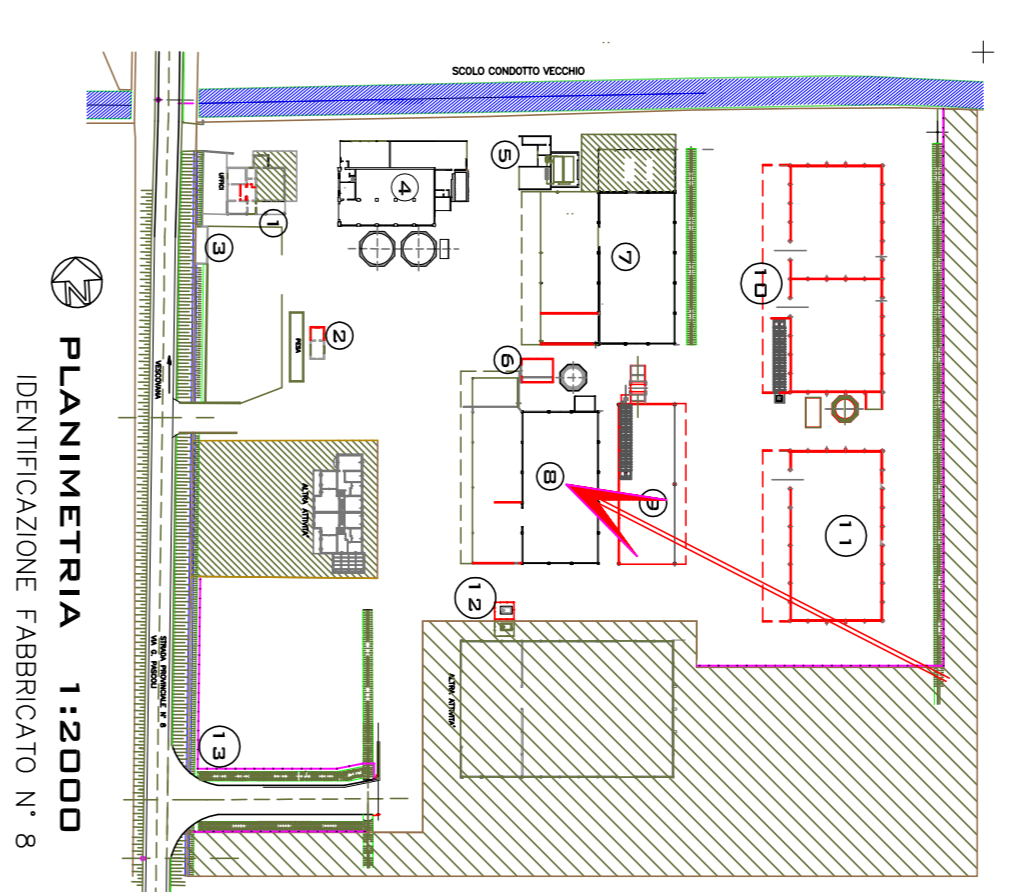 SCOLO CONDOTTO VECCHIO
UFFICI
1
2
PESA
3
4
5
6
7
8
9
10
11
12
13
VESCOVANA
ALTRA ATTIVITA'
ALTRA ATTIVITA'
STRADA PROVINCIALE N° 8
VIA G. PASCOLI
N
PLANIMETRIA 1:2000
IDENTIFICAZIONE FABBRICATO N° 8